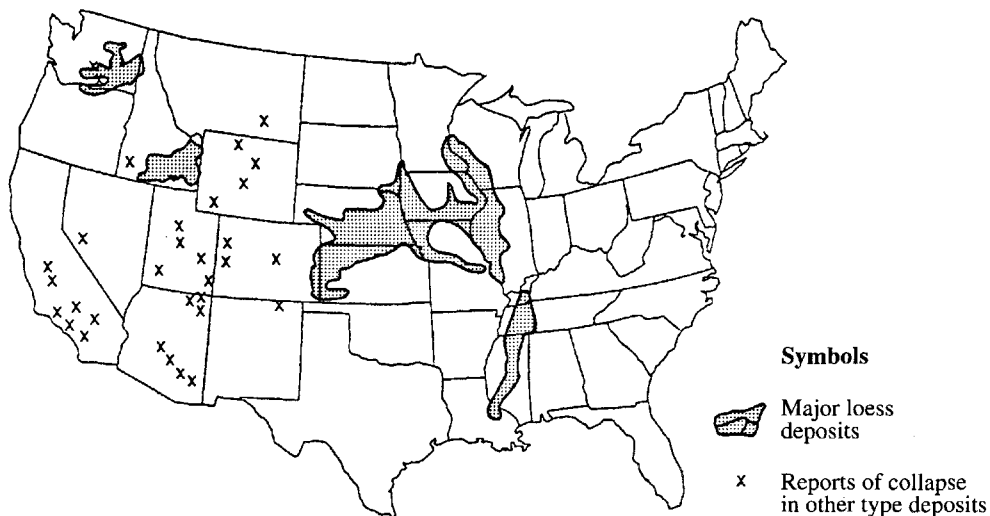 Symbols
Major loess
deposits
x Reports of collapse
in other type deposits